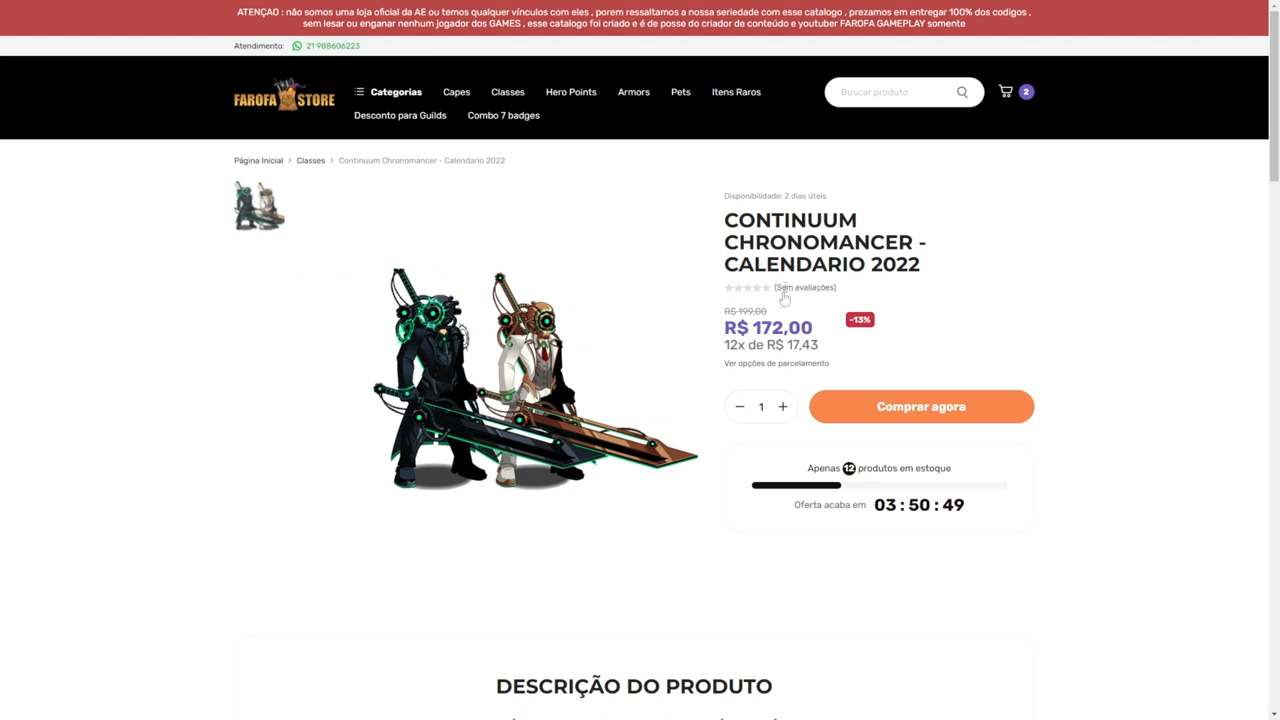 ATENÇAO : não somos uma loja oficial da AE ou temos qualquer vínculos com eles , porem ressaltamos a nossa seriedade com esse catalogo , prezamos em entregar 100% dos codigos ,
sem lesar ou enganar nenhum jogador dos GAMES , esse catalogo foi criado e é de posse do criador de conteúdo e youtuber FAROFA GAMEPLAY somente
Atendimento: 21 988606223
FAROFA STORE
Categorias Capes Classes Hero Points Armors Pets Itens Raros
Buscar produto
2
Desconto para Guilds Combo 7 badges
Página Inicial > Classes > Continuum Chronomancer - Calendario 2022
Disponibilidade: 2 dias úteis
CONTINUUM
CHRONOMANCER -
CALENDARIO 2022
(Sem avaliações)
R$ 199,00
R$ 172,00
-13%
12x de R$ 17,43
Ver opções de parcelamento
− 1 +
Comprar agora
Apenas 12 produtos em estoque
Oferta acaba em 03 : 50 : 49
DESCRIÇÃO DO PRODUTO